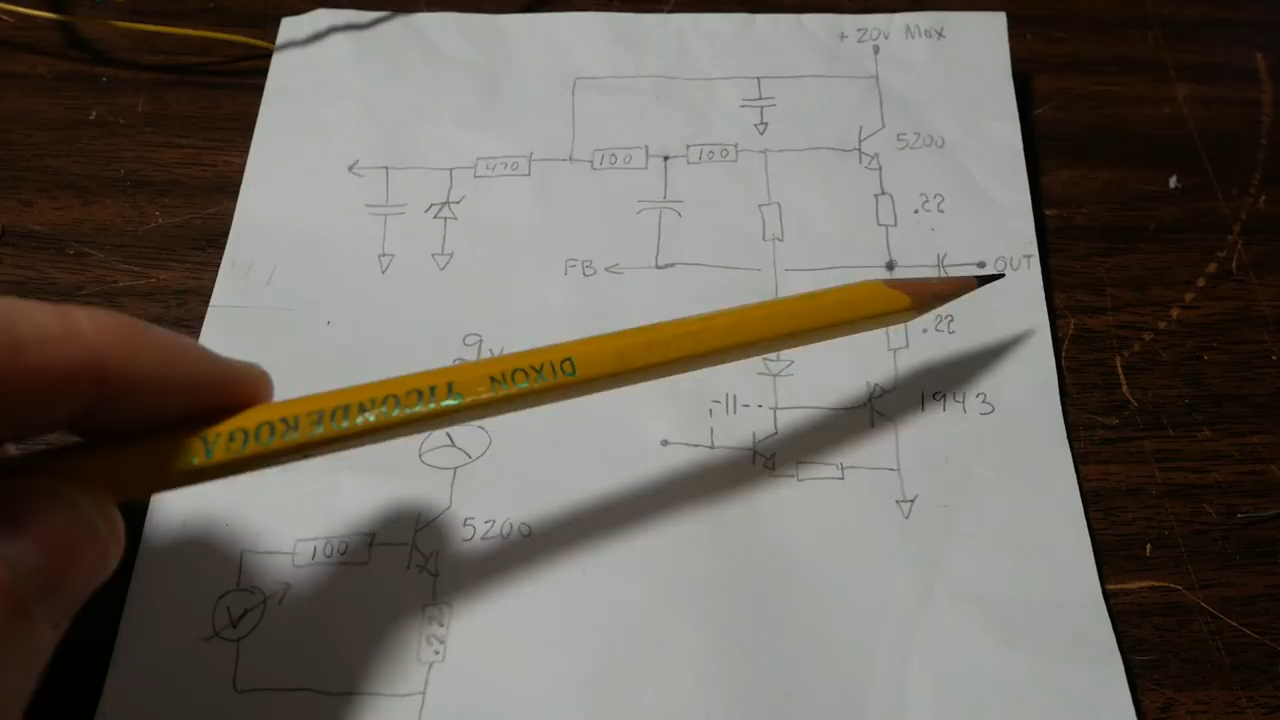 +20v Max
5200
470
100
100
.22
FB
OUT
.22
9v
DIXON TICONDEROGA
1943
5200
100
V
.22